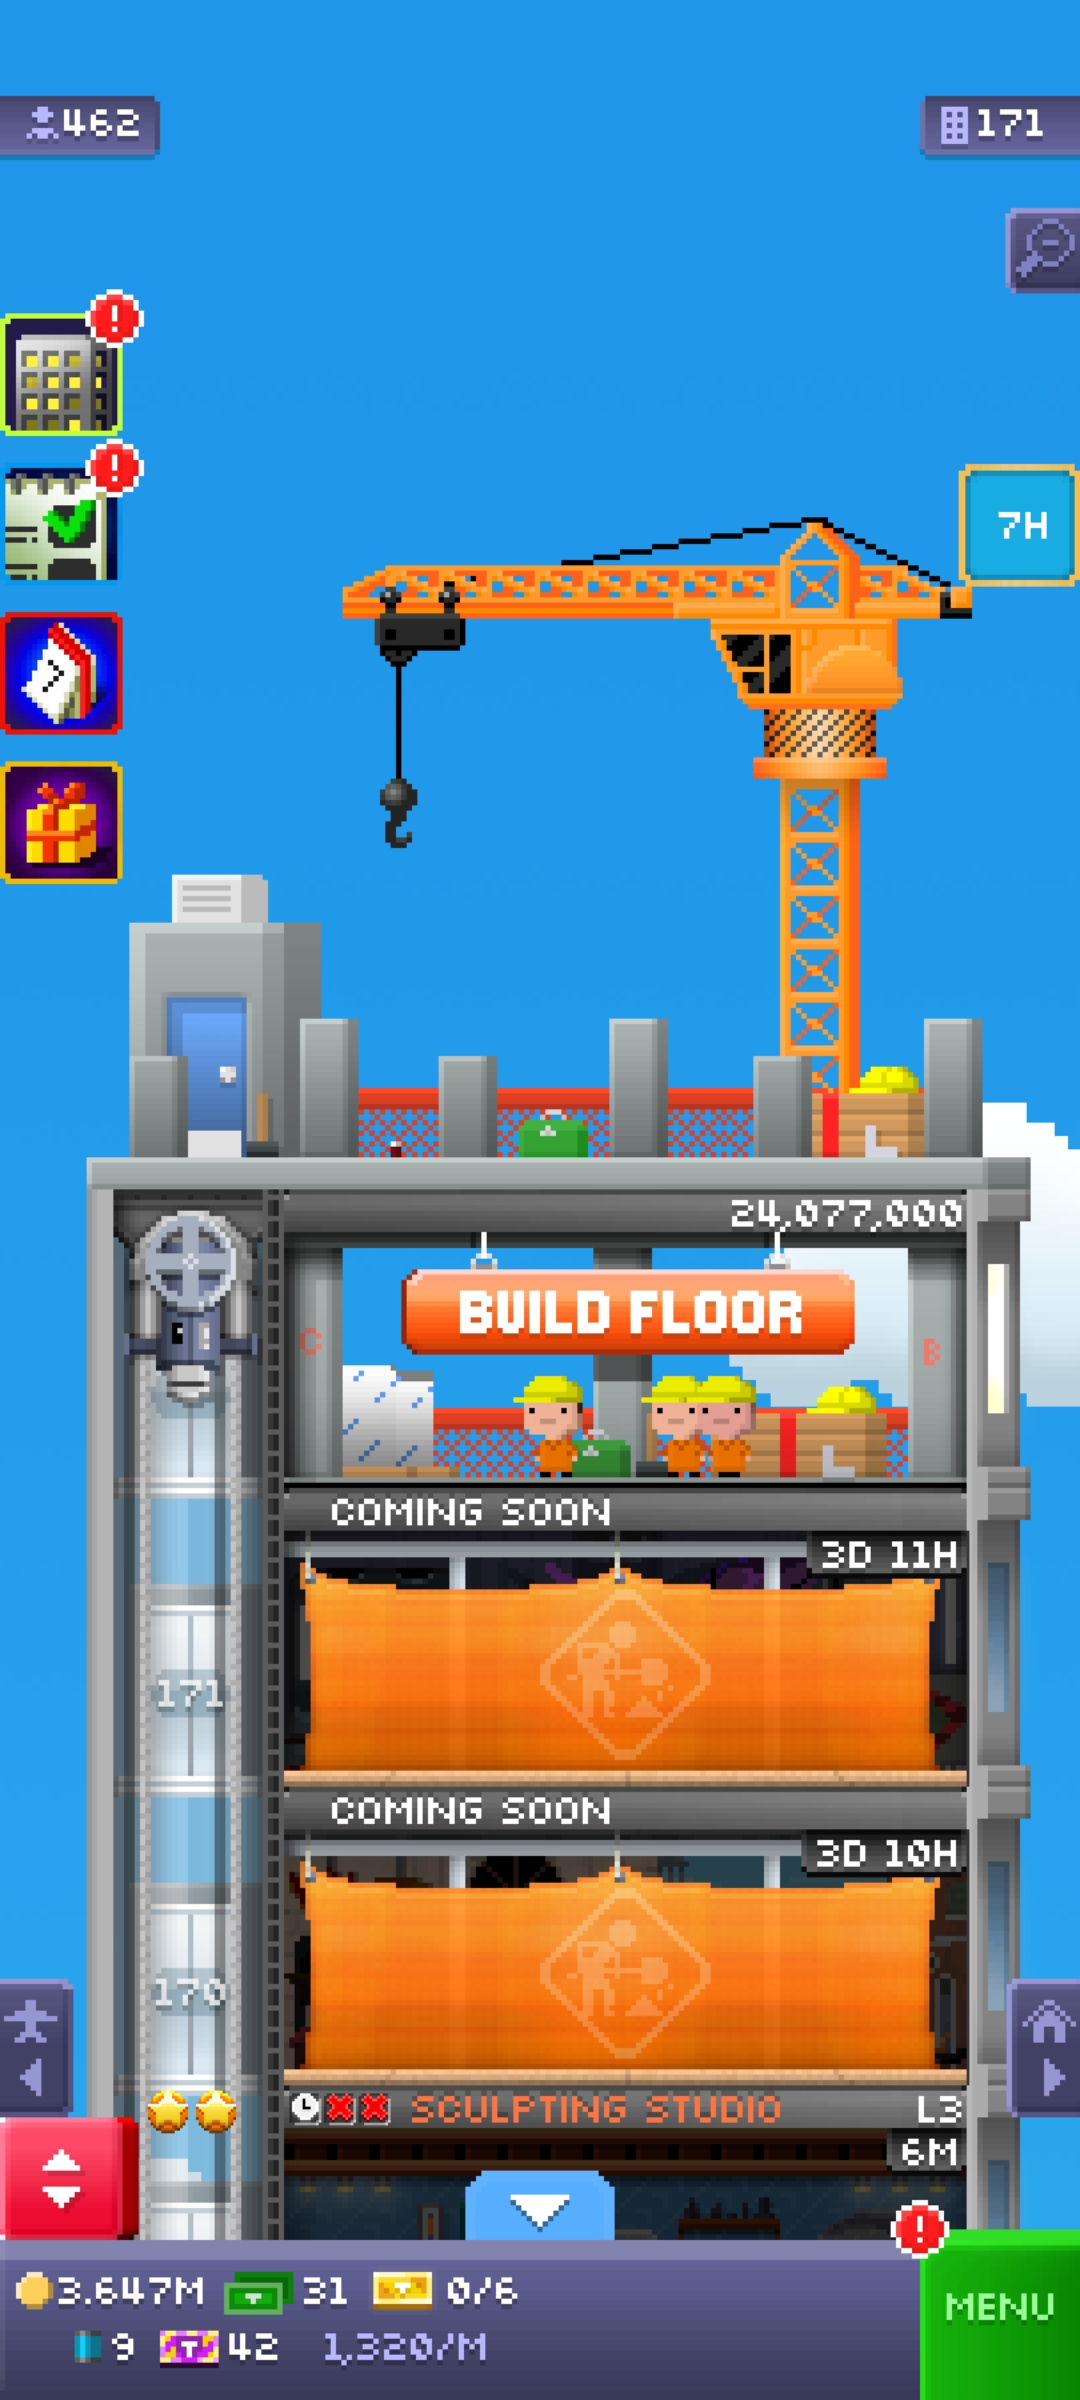 462
171
7H
24,077,000
BUILD FLOOR
C
B
COMING SOON
3D 11H
171
COMING SOON
3D 10H
170
SCULPTING STUDIO L3
6M
3.647M 31 0/6
MENU
9 T 42 1,320/M